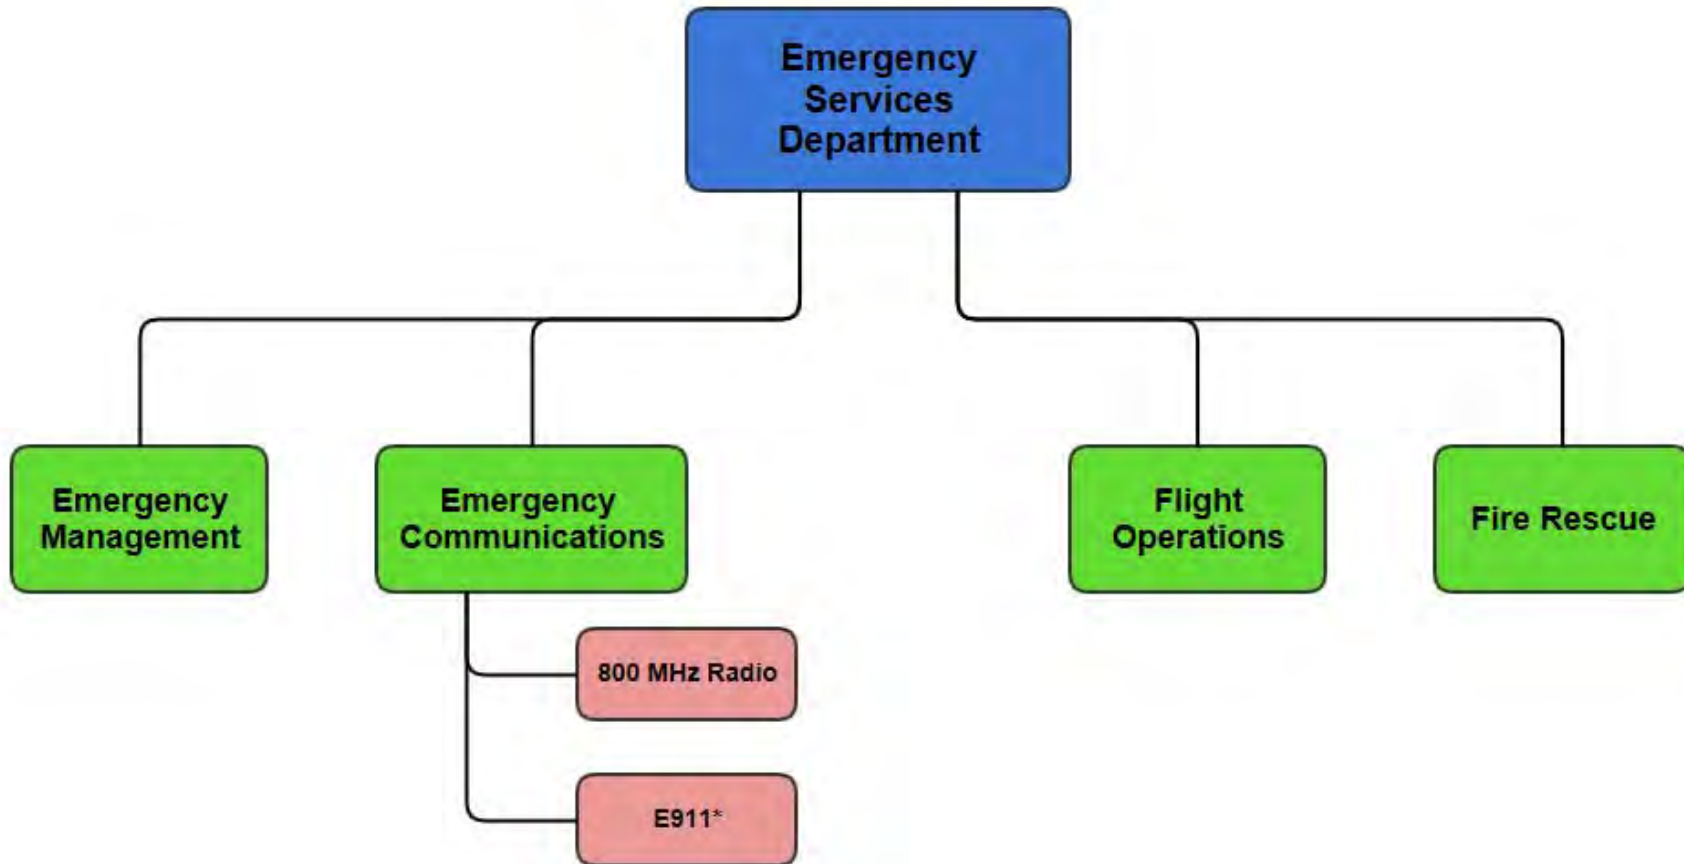 Emergency
Services
Department
Emergency
Management
Emergency
Communications
Flight
Operations
Fire Rescue
800 MHz Radio
E911*